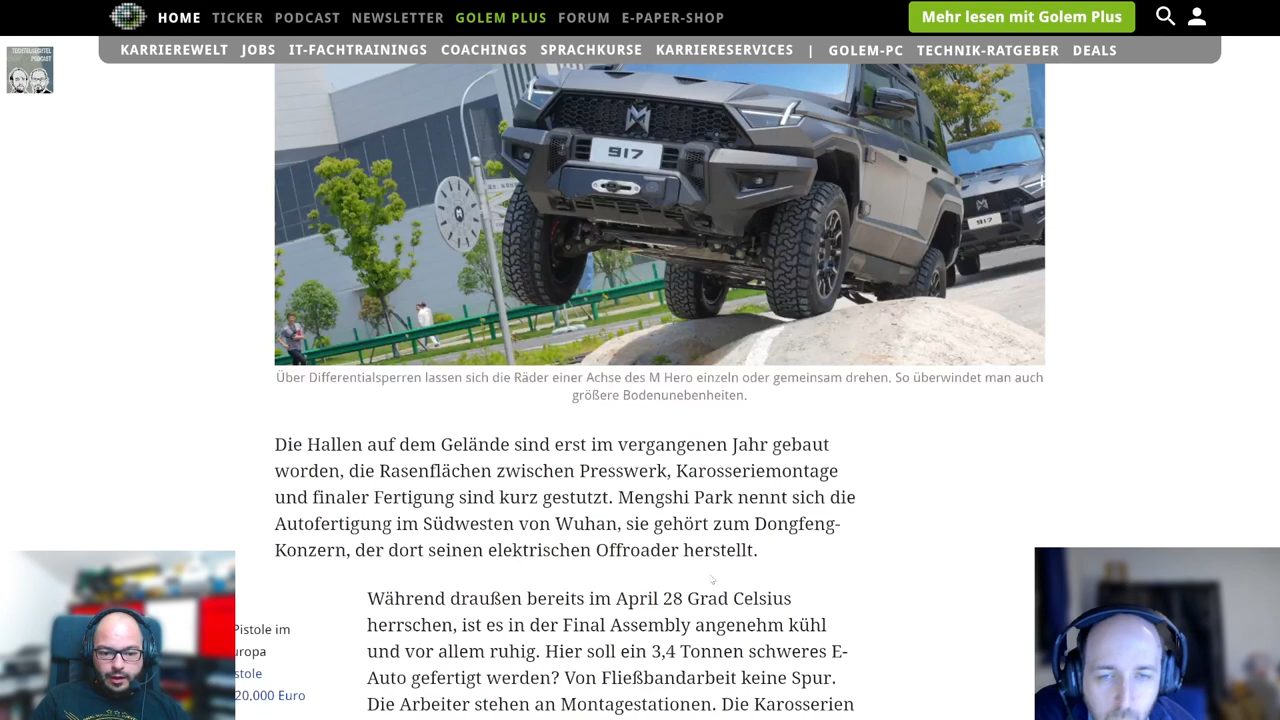 HOME TICKER PODCAST NEWSLETTER GOLEM PLUS FORUM E-PAPER-SHOP
Mehr lesen mit Golem Plus
KARRIEREWELT JOBS IT-FACHTRAININGS COACHINGS SPRACHKURSE KARRIERESERVICES | GOLEM-PC TECHNIK-RATGEBER DEALS
TECHTELMECHTEL
PODCAST
917
917
Über Differentialsperren lassen sich die Räder einer Achse des M Hero einzeln oder gemeinsam drehen. So überwindet man auch
größere Bodenunebenheiten.
Die Hallen auf dem Gelände sind erst im vergangenen Jahr gebaut
worden, die Rasenflächen zwischen Presswerk, Karosseriemontage
und finaler Fertigung sind kurz gestutzt. Mengshi Park nennt sich die
Autofertigung im Südwesten von Wuhan, sie gehört zum Dongfeng-
Konzern, der dort seinen elektrischen Offroader herstellt.
Während draußen bereits im April 28 Grad Celsius
herrschen, ist es in der Final Assembly angenehm kühl
und vor allem ruhig. Hier soll ein 3,4 Tonnen schweres E-
Auto gefertigt werden? Von Fließbandarbeit keine Spur.
Die Arbeiter stehen an Montagestationen. Die Karosserien
Pistole im
uropa
stole
20.000 Euro